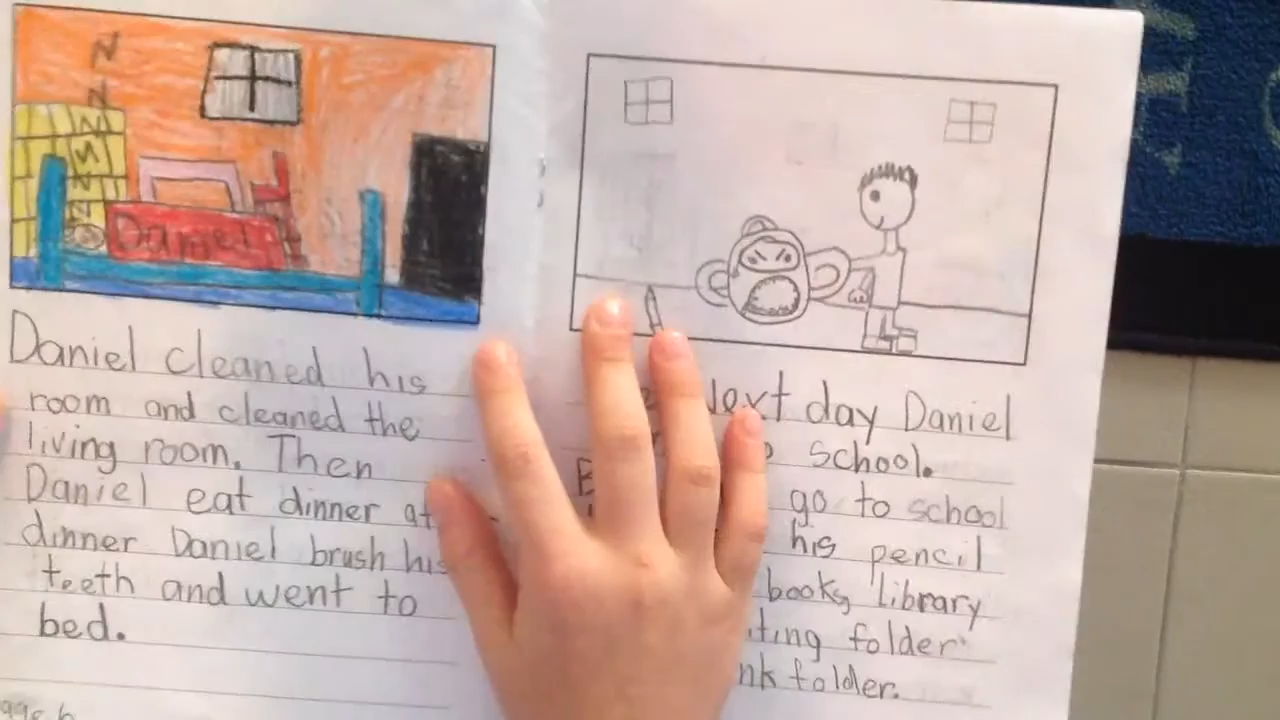 Daniel
Daniel cleaned his
room and cleaned the
living room. Then
Daniel eat dinner
dinner Daniel brush his
teeth and went to
bed.
Next day Daniel
school.
go to school
his pencil
books, library
folder
folder.